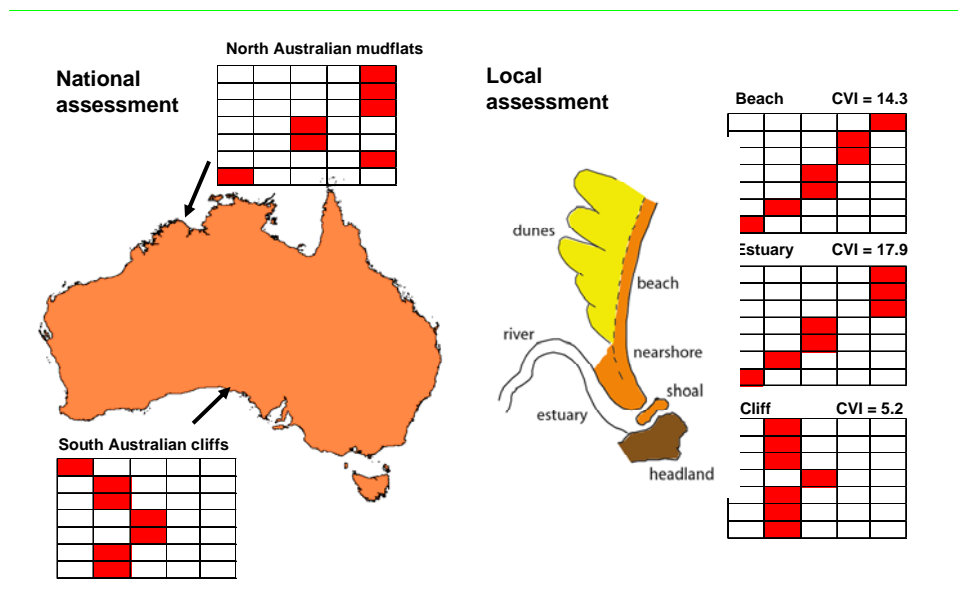 North Australian mudflats
National
assessment
Local
assessment
Beach CVI = 14.3
dunes
beach
Estuary CVI = 17.9
river
nearshore
shoal
estuary
headland
Cliff CVI = 5.2
South Australian cliffs